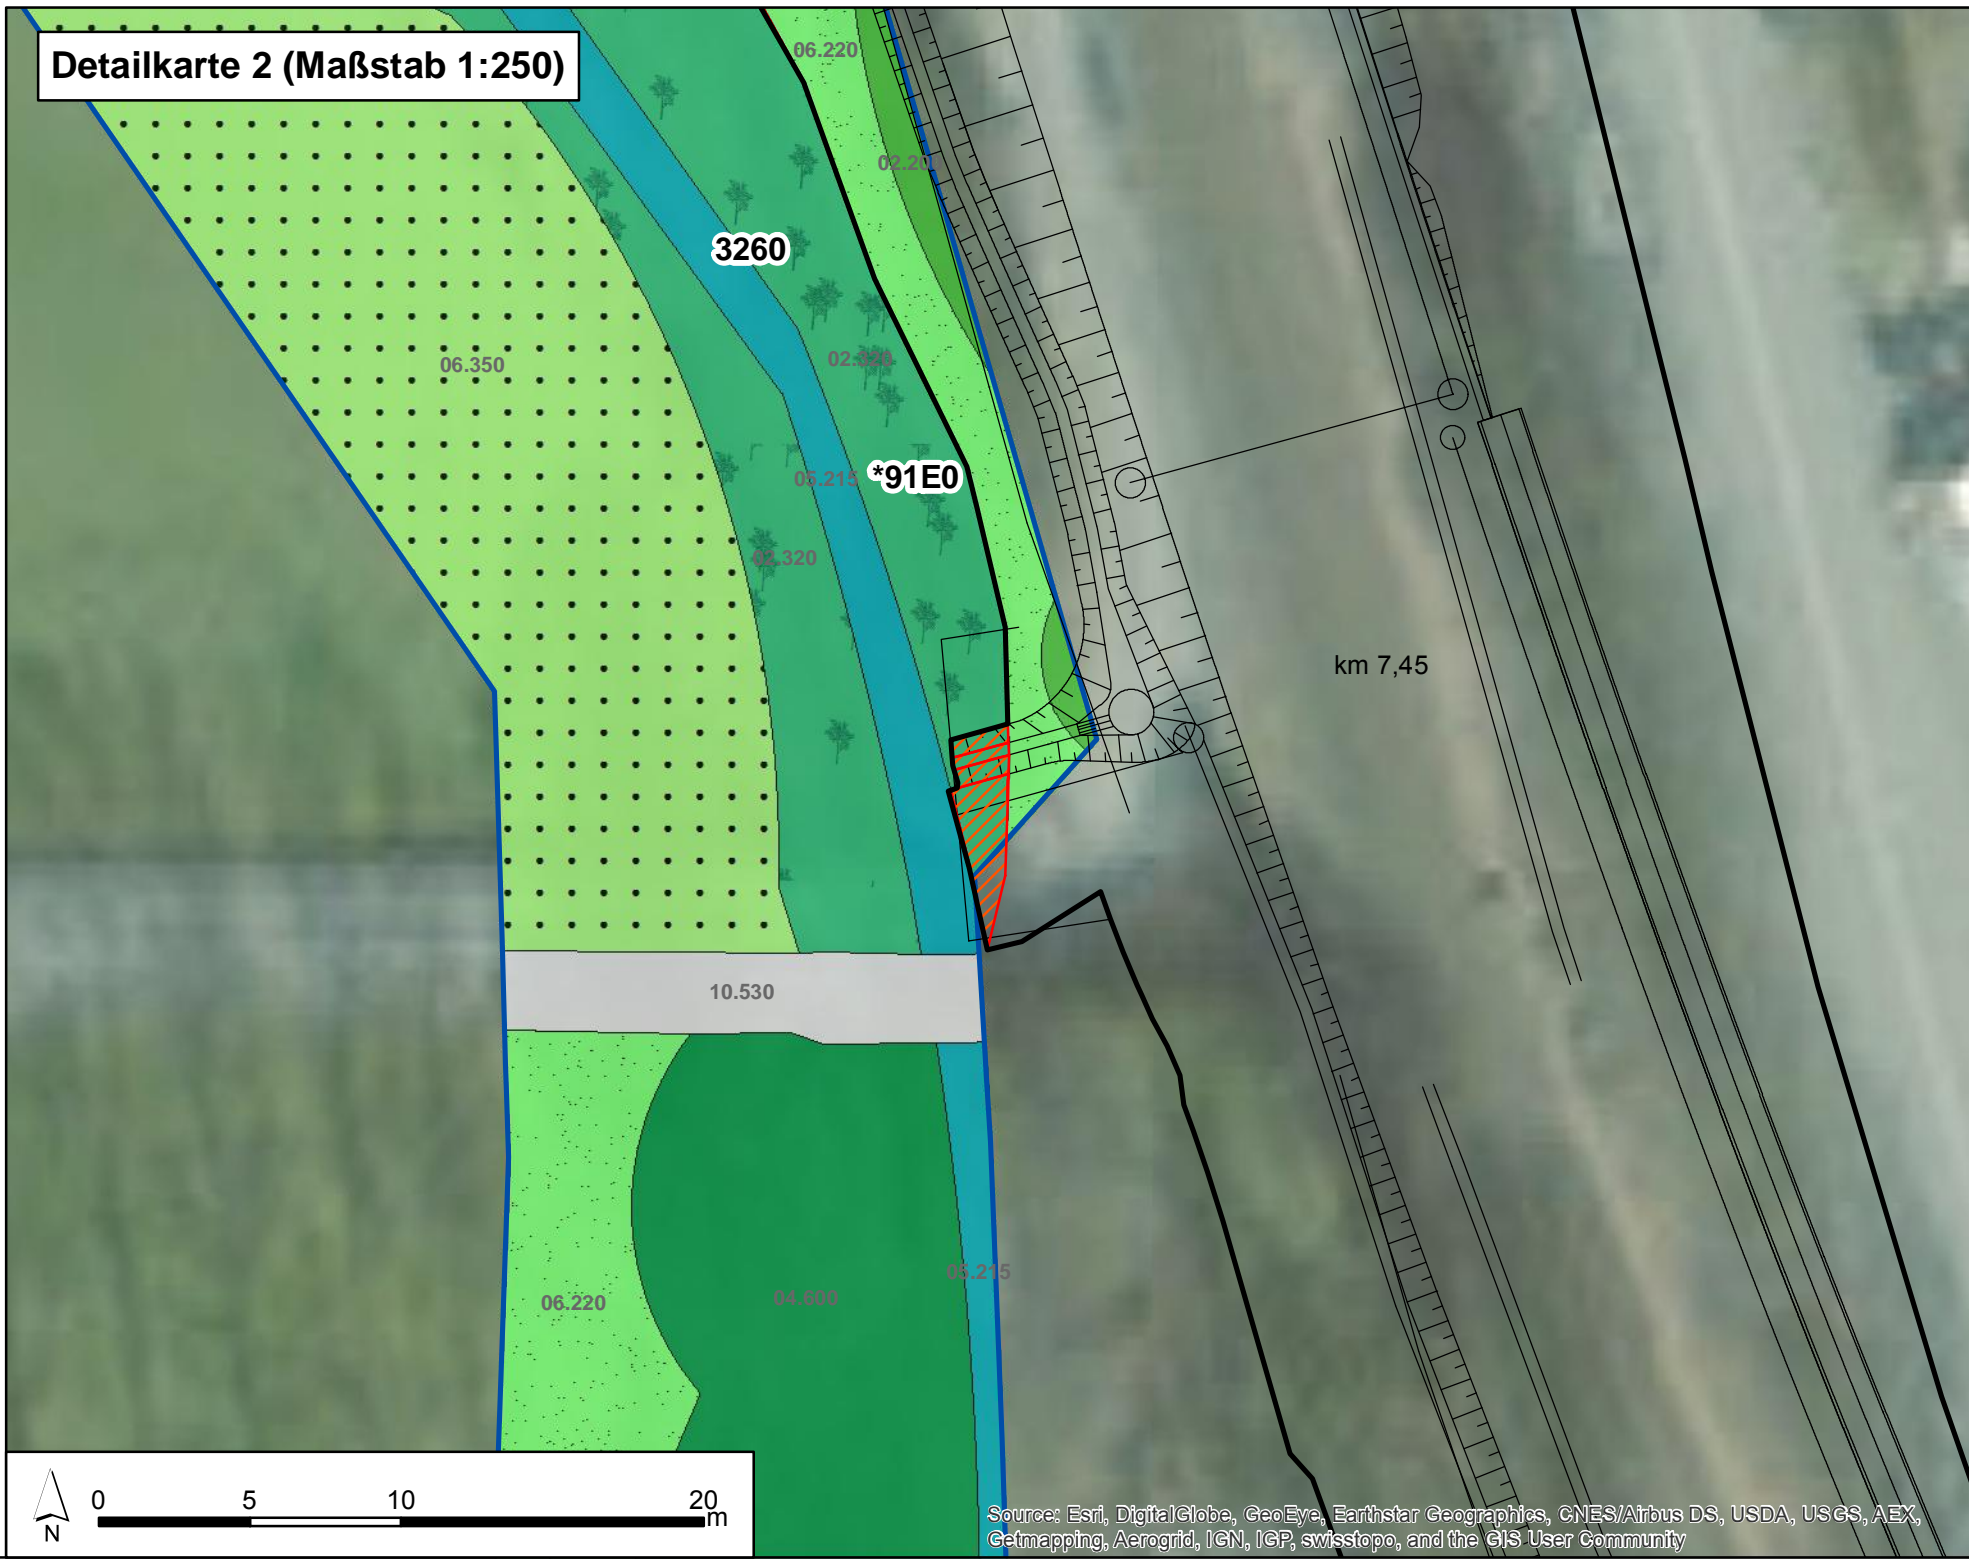 Detailkarte 2 (Maßstab 1:250)
06.220
02.20
3260
06.350
02.320
05.215
*91E0
02.320
km 7,45
10.530
05.215
06.220
04.600
0
5
10
20
m
N
Source: Esri, DigitalGlobe, GeoEye, Earthstar Geographics, CNES/Airbus DS, USDA, USGS, AEX,
Getmapping, Aerogrid, IGN, IGP, swisstopo, and the GIS User Community